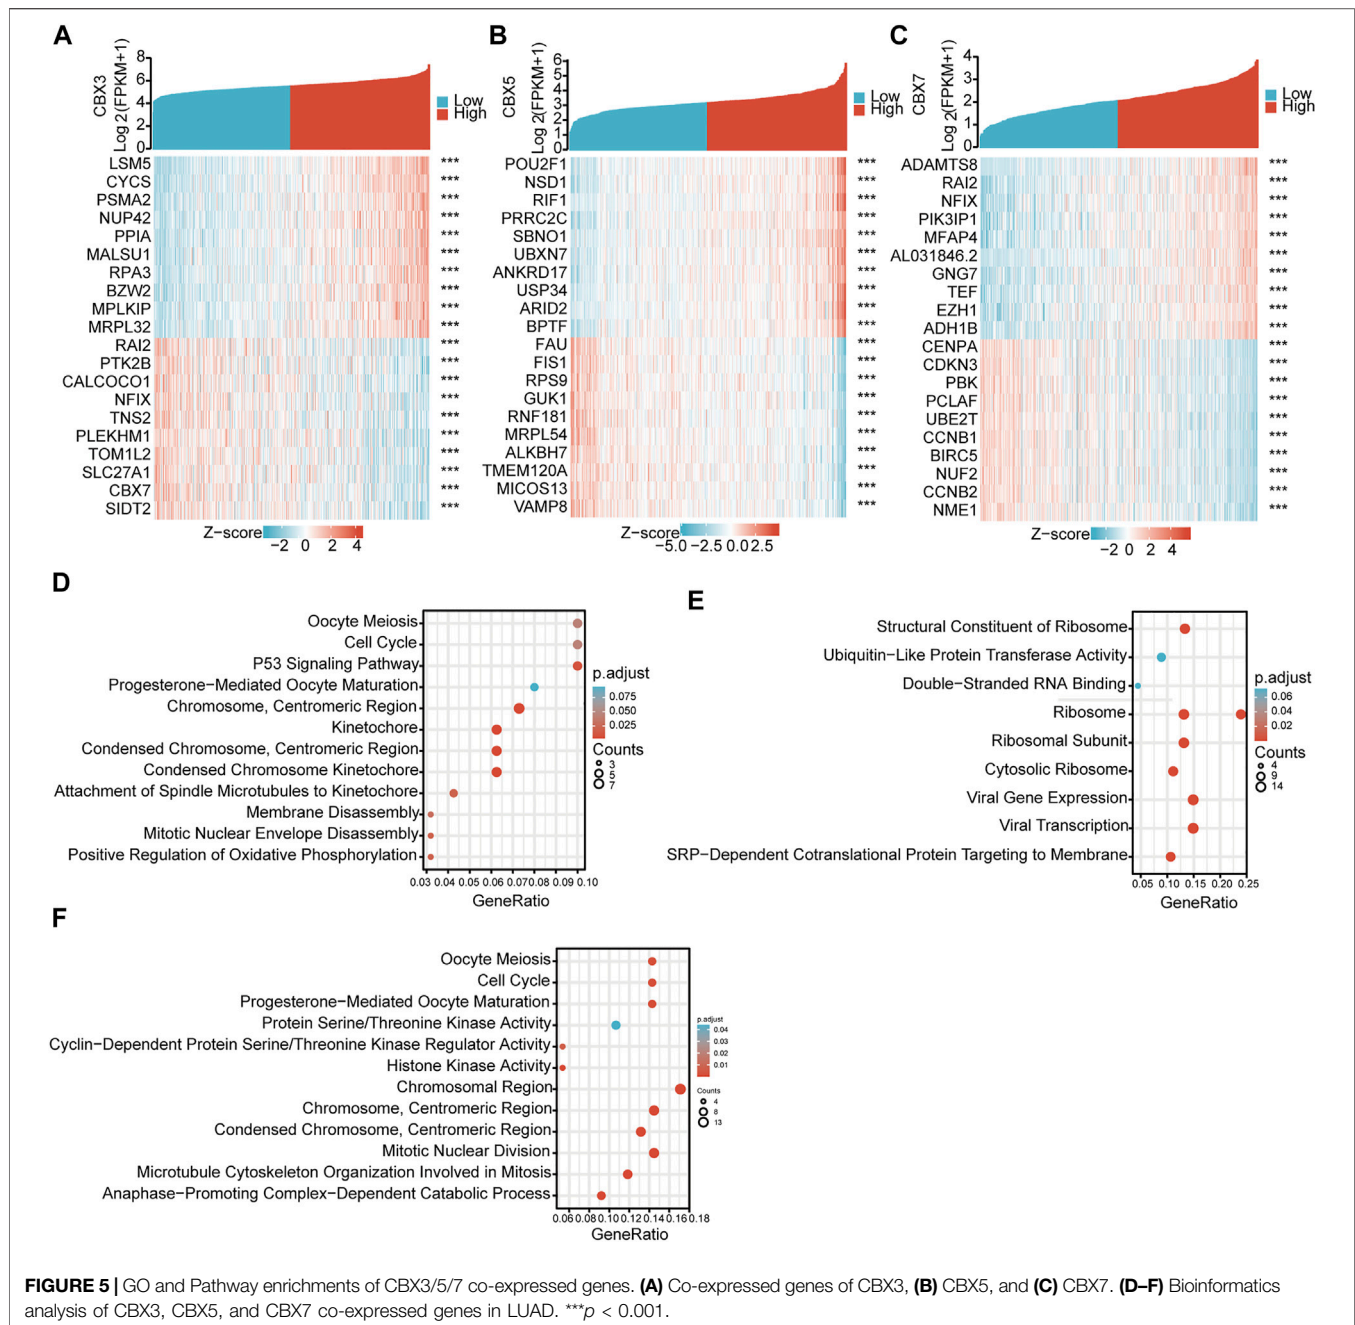 A
CBX3
Log 2(FPKM+1)
8
6
4
2
0
Low
High
LSM5 ***
CYCS ***
PSMA2 ***
NUP42 ***
PPIA ***
MALSU1 ***
RPA3 ***
BZW2 ***
MPLKIP ***
MRPL32 ***
RAI2 ***
PTK2B ***
CALCOCO1 ***
NFIX ***
TNS2 ***
PLEKHM1 ***
TOM1L2 ***
SLC27A1 ***
CBX7 ***
SIDT2 ***
Z-score
−2 0 2 4
B
CBX5
Log 2(FPKM+1)
6
5
4
3
2
1
0
Low
High
POU2F1 ***
NSD1 ***
RIF1 ***
PRRC2C ***
SBNO1 ***
UBXN7 ***
ANKRD17 ***
USP34 ***
ARID2 ***
BPTF ***
FAU ***
FIS1 ***
RPS9 ***
GUK1 ***
RNF181 ***
MRPL54 ***
ALKBH7 ***
TMEM120A ***
MICOS13 ***
VAMP8 ***
Z-score
−5.0 −2.5 0.0 2.5
C
CBX7
Log 2(FPKM+1)
4
3
2
1
0
Low
High
ADAMTS8 ***
RAI2 ***
NFIX ***
PIK3IP1 ***
MFAP4 ***
AL031846.2 ***
GNG7 ***
TEF ***
EZH1 ***
ADH1B ***
CENPA ***
CDKN3 ***
PBK ***
PCLAF ***
UBE2T ***
CCNB1 ***
BIRC5 ***
NUF2 ***
CCNB2 ***
NME1 ***
Z-score
−2 0 2 4
D
Oocyte Meiosis
Cell Cycle
P53 Signaling Pathway
Progesterone−Mediated Oocyte Maturation
Chromosome, Centromeric Region
Kinetochore
Condensed Chromosome, Centromeric Region
Condensed Chromosome Kinetochore
Attachment of Spindle Microtubules to Kinetochore
Membrane Disassembly
Mitotic Nuclear Envelope Disassembly
Positive Regulation of Oxidative Phosphorylation
0.03 0.04 0.05 0.06 0.07 0.08 0.09 0.10
GeneRatio
p.adjust
0.075
0.050
0.025
Counts
3
5
7
E
Structural Constituent of Ribosome
Ubiquitin−Like Protein Transferase Activity
Double−Stranded RNA Binding
Ribosome
Ribosomal Subunit
Cytosolic Ribosome
Viral Gene Expression
Viral Transcription
SRP−Dependent Cotranslational Protein Targeting to Membrane
0.05 0.10 0.15 0.20 0.25
GeneRatio
p.adjust
0.06
0.04
0.02
Counts
4
9
14
F
Oocyte Meiosis
Cell Cycle
Progesterone−Mediated Oocyte Maturation
Protein Serine/Threonine Kinase Activity
Cyclin−Dependent Protein Serine/Threonine Kinase Regulator Activity
Histone Kinase Activity
Chromosomal Region
Chromosome, Centromeric Region
Condensed Chromosome, Centromeric Region
Mitotic Nuclear Division
Microtubule Cytoskeleton Organization Involved in Mitosis
Anaphase−Promoting Complex−Dependent Catabolic Process
0.06 0.08 0.10 0.12 0.14 0.16 0.18
GeneRatio
p.adjust
0.04
0.03
0.02
0.01
Counts
4
8
13
FIGURE 5 | GO and Pathway enrichments of CBX3/5/7 co-expressed genes. (A) Co-expressed genes of CBX3, (B) CBX5, and (C) CBX7. (D–F) Bioinformatics
analysis of CBX3, CBX5, and CBX7 co-expressed genes in LUAD. ***p < 0.001.